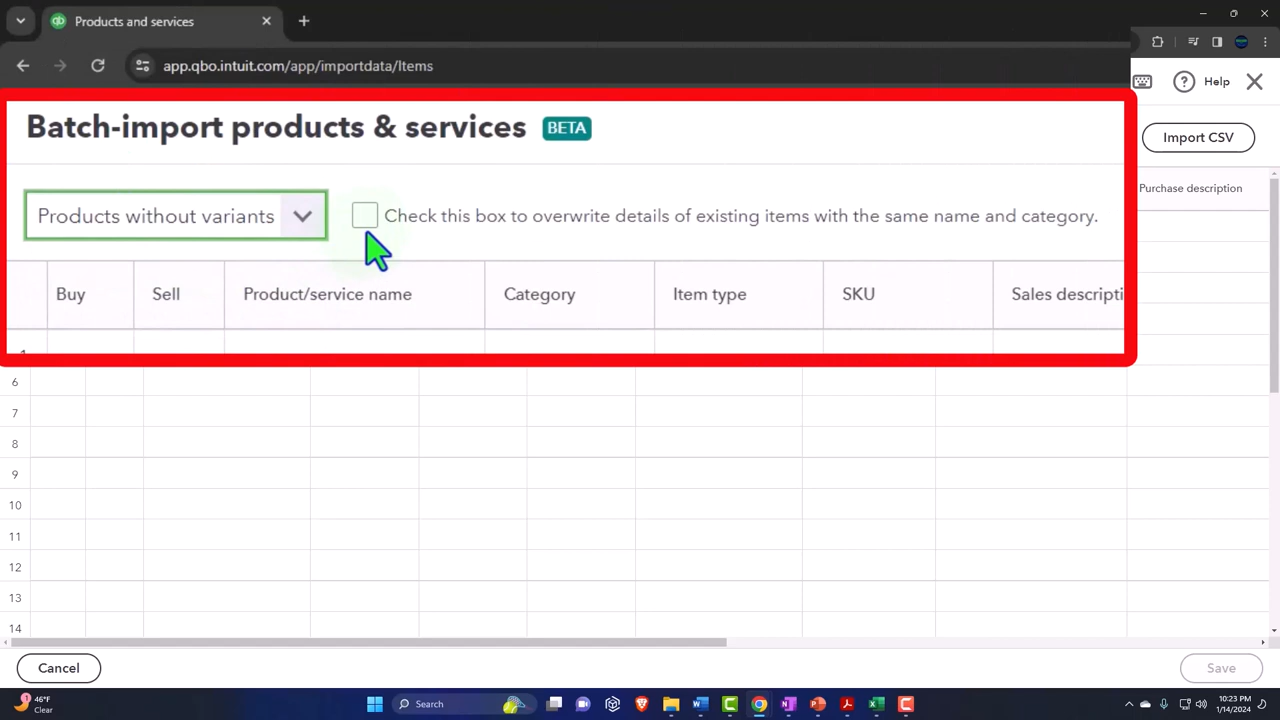 Products and services
app.qbo.intuit.com/app/importdata/Items
Batch-import products & services BETA
Help
Import CSV
Products without variants
Check this box to overwrite details of existing items with the same name and category.
Purchase description
Buy Sell Product/service name Category Item type SKU Sales descripti
6
7
8
9
10
11
12
13
14
Cancel
Save
46°F
Clear
Search
10:23 PM
1/14/2024